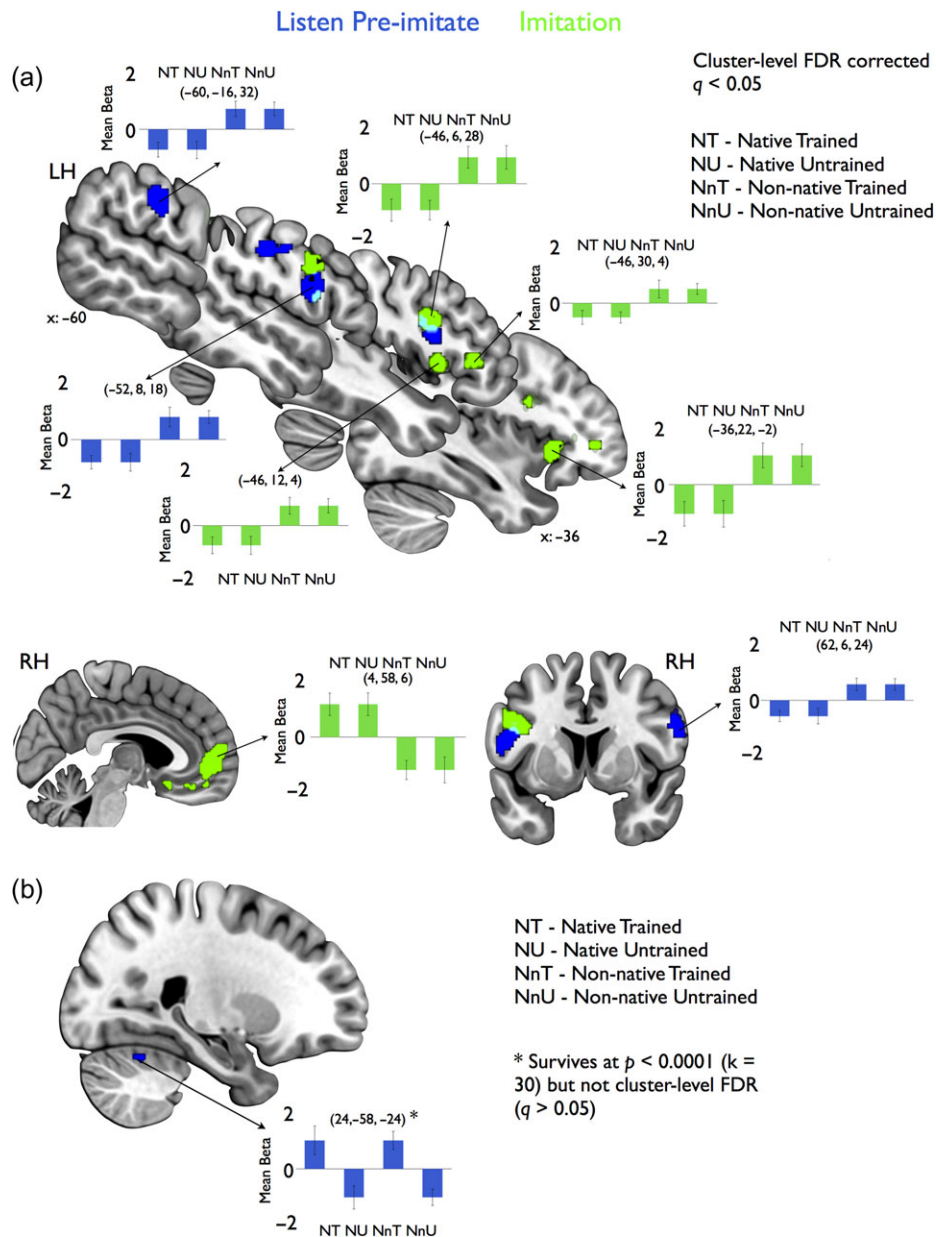 Listen Pre-imitate Imitation
(a)
Cluster-level FDR corrected
q < 0.05
NT - Native Trained
NU - Native Untrained
NnT - Non-native Trained
NnU - Non-native Untrained
LH
2
0
Mean Beta
NT NU NnT NnU
(−60, −16, 32)
2
0
−2
Mean Beta
NT NU NnT NnU
(−46, 6, 28)
2
0
−2
Mean Beta
NT NU NnT NnU
(−46, 30, 4)
x: −60
2
0
−2
Mean Beta
(−52, 8, 18)
2
0
−2
Mean Beta
(−46, 12, 4)
NT NU NnT NnU
2
0
−2
Mean Beta
NT NU NnT NnU
(−36,22, −2)
x: −36
RH
2
0
−2
Mean Beta
NT NU NnT NnU
(4, 58, 6)
RH
2
0
−2
Mean Beta
NT NU NnT NnU
(62, 6, 24)
(b)
NT - Native Trained
NU - Native Untrained
NnT - Non-native Trained
NnU - Non-native Untrained
* Survives at p < 0.0001 (k =
30) but not cluster-level FDR
(q > 0.05)
2
0
−2
Mean Beta
(24,−58, −24) *
NT NU NnT NnU